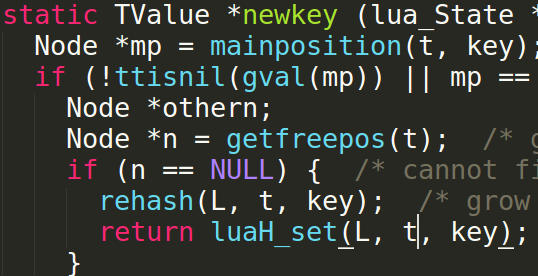 static TValue *newkey (lua_State *
Node *mp = mainposition(t, key);
if (!ttisnil(gval(mp)) || mp ==
Node *othern;
Node *n = getfreepos(t); /*
if (n == NULL) { /* cannot
rehash(L, t, key); /* grow
return luaH_set(L, t, key);
}